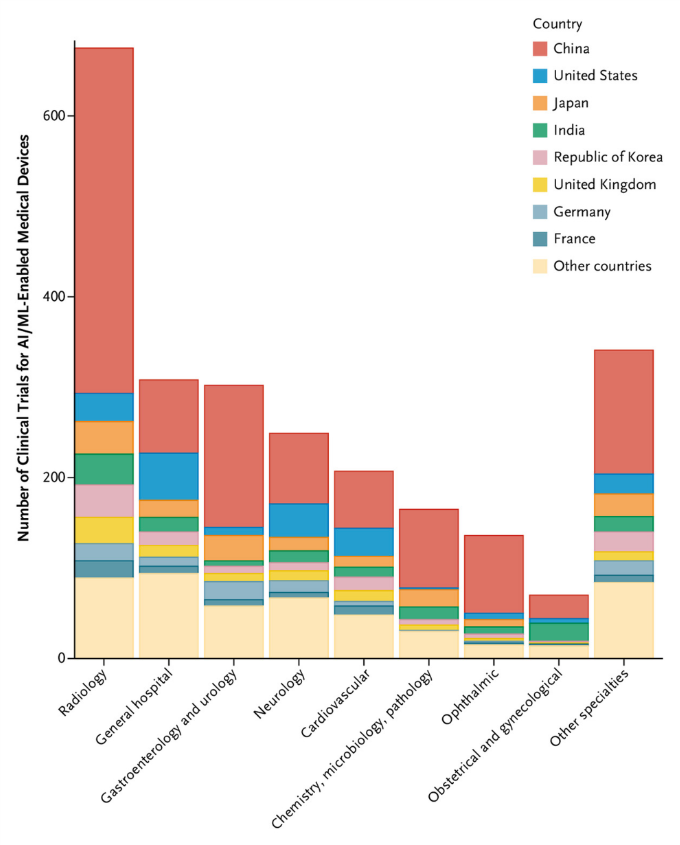 Country
China
United States
Japan
India
Republic of Korea
United Kingdom
Germany
France
Other countries
Number of Clinical Trials for AI/ML-Enabled Medical Devices
600
400
200
0
Radiology
General hospital
Gastroenterology and urology
Neurology
Cardiovascular
Chemistry, microbiology, pathology
Ophthalmic
Obstetrical and gynecological
Other specialties